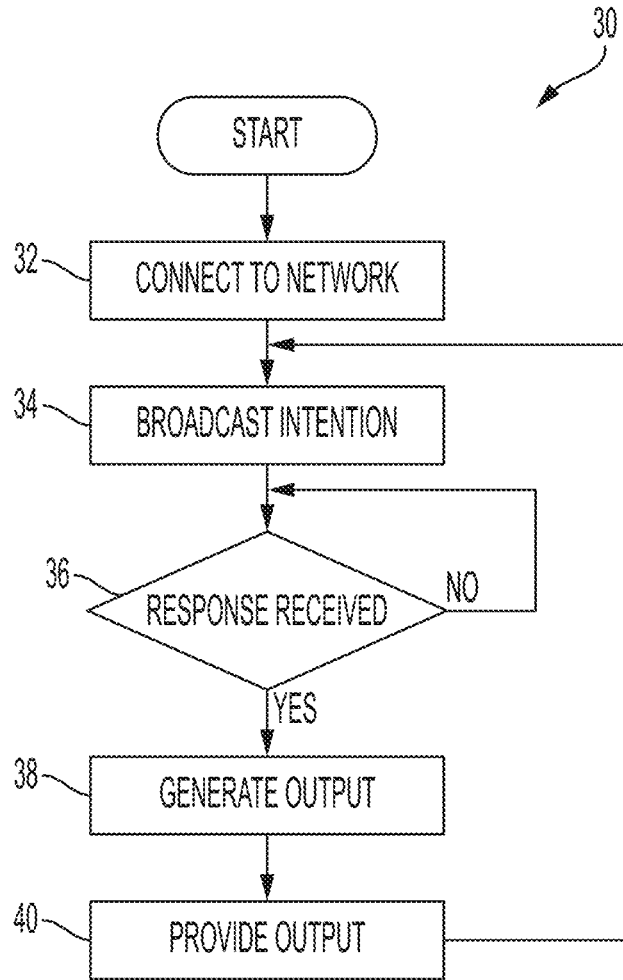 30
START
32
CONNECT TO NETWORK
34
BROADCAST INTENTION
36
RESPONSE RECEIVED
NO
YES
38
GENERATE OUTPUT
40
PROVIDE OUTPUT